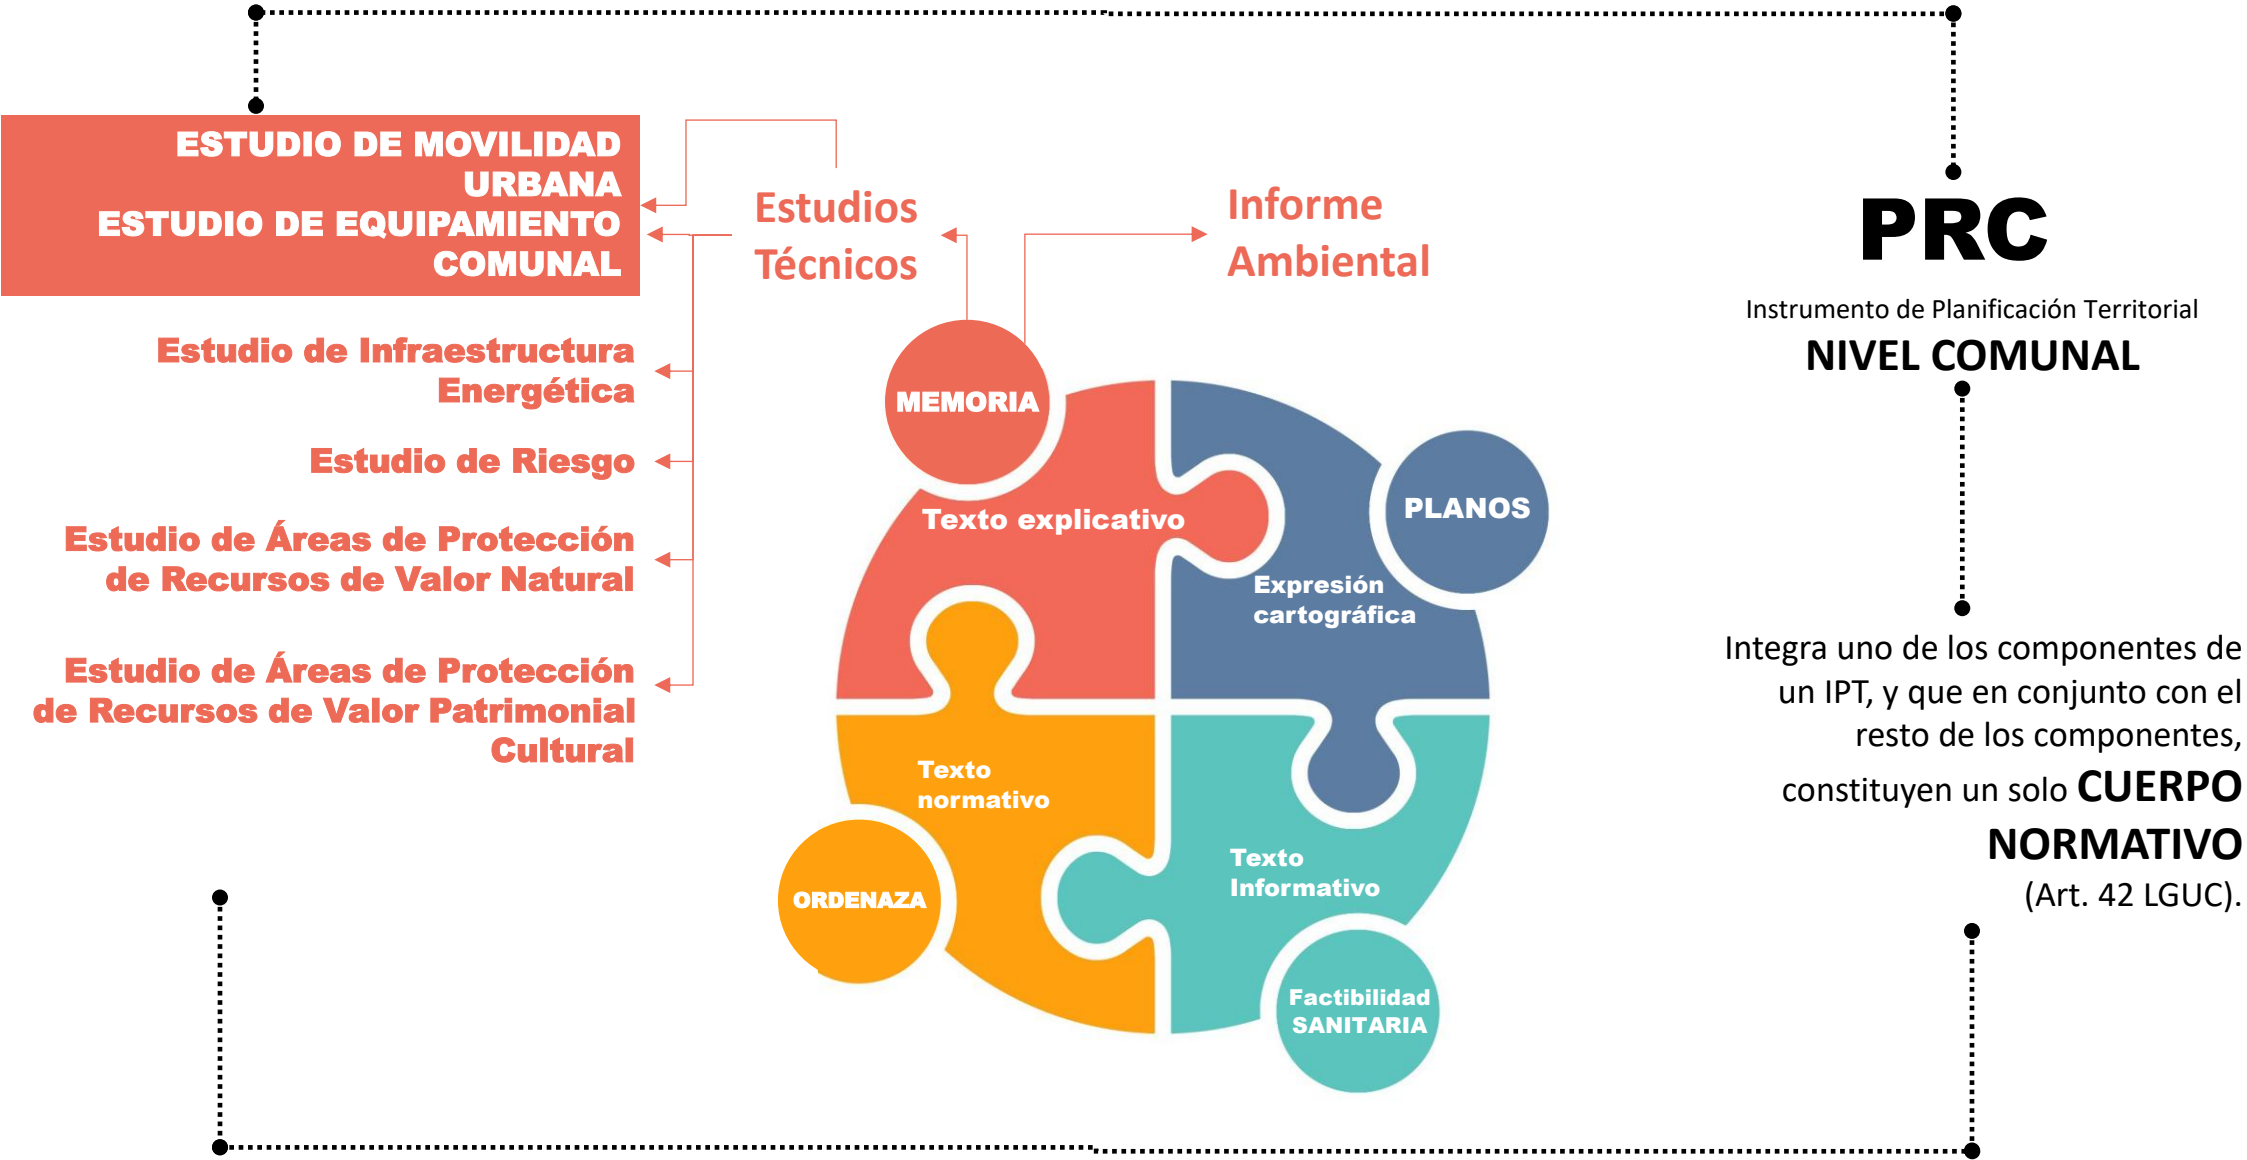 ESTUDIO DE MOVILIDAD
URBANA
ESTUDIO DE EQUIPAMIENTO
COMUNAL
Estudio de Infraestructura
Energética
Estudio de Riesgo
Estudio de Áreas de Protección
de Recursos de Valor Natural
Estudio de Áreas de Protección
de Recursos de Valor Patrimonial
Cultural
Estudios
Técnicos
Informe
Ambiental
MEMORIA
Texto explicativo
PLANOS
Expresión
cartográfica
Texto
normativo
ORDENAZA
Texto
Informativo
Factibilidad
SANITARIA
PRC
Instrumento de Planificación Territorial
NIVEL COMUNAL
Integra uno de los componentes de
un IPT, y que en conjunto con el
resto de los componentes,
constituyen un solo CUERPO
NORMATIVO
(Art. 42 LGUC).